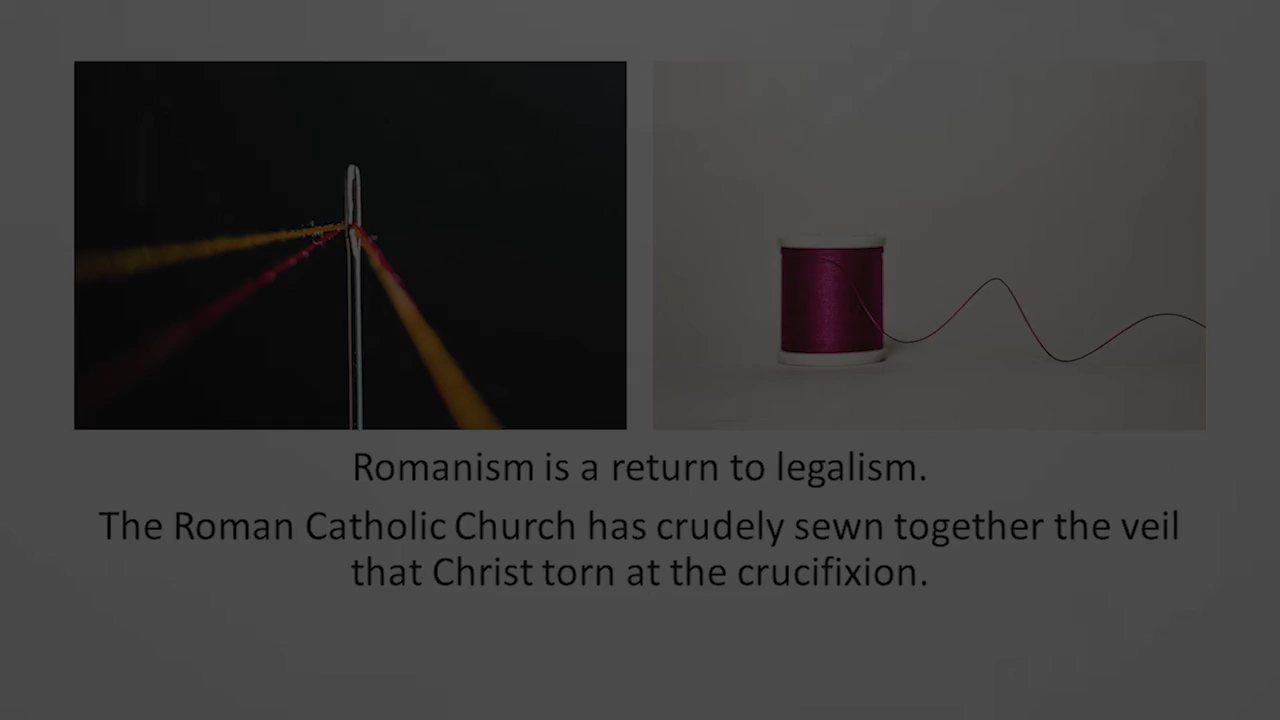 Romanism is a return to legalism.
The Roman Catholic Church has crudely sewn together the veil
that Christ torn at the crucifixion.